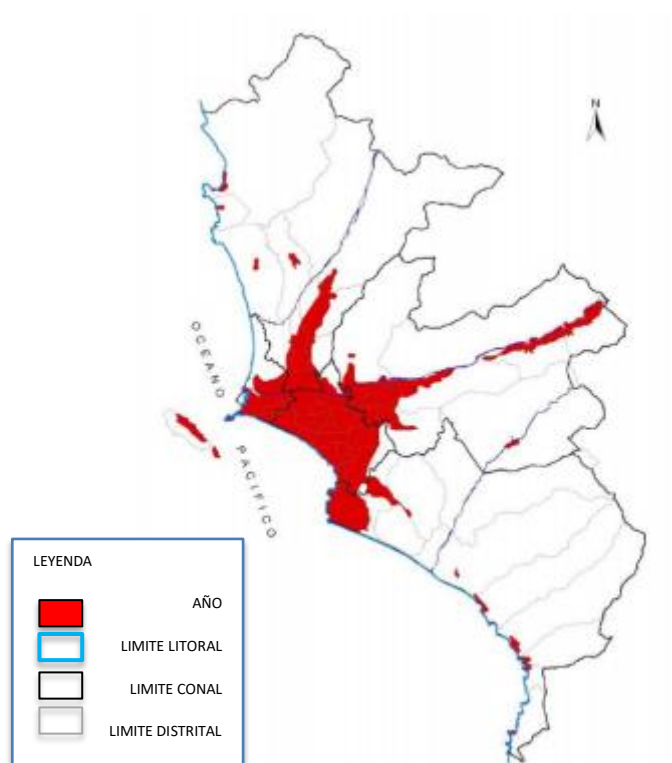 N
OCEANO
PACIFICO
LEYENDA
AÑO
LIMITE LITORAL
LIMITE CONAL
LIMITE DISTRITAL